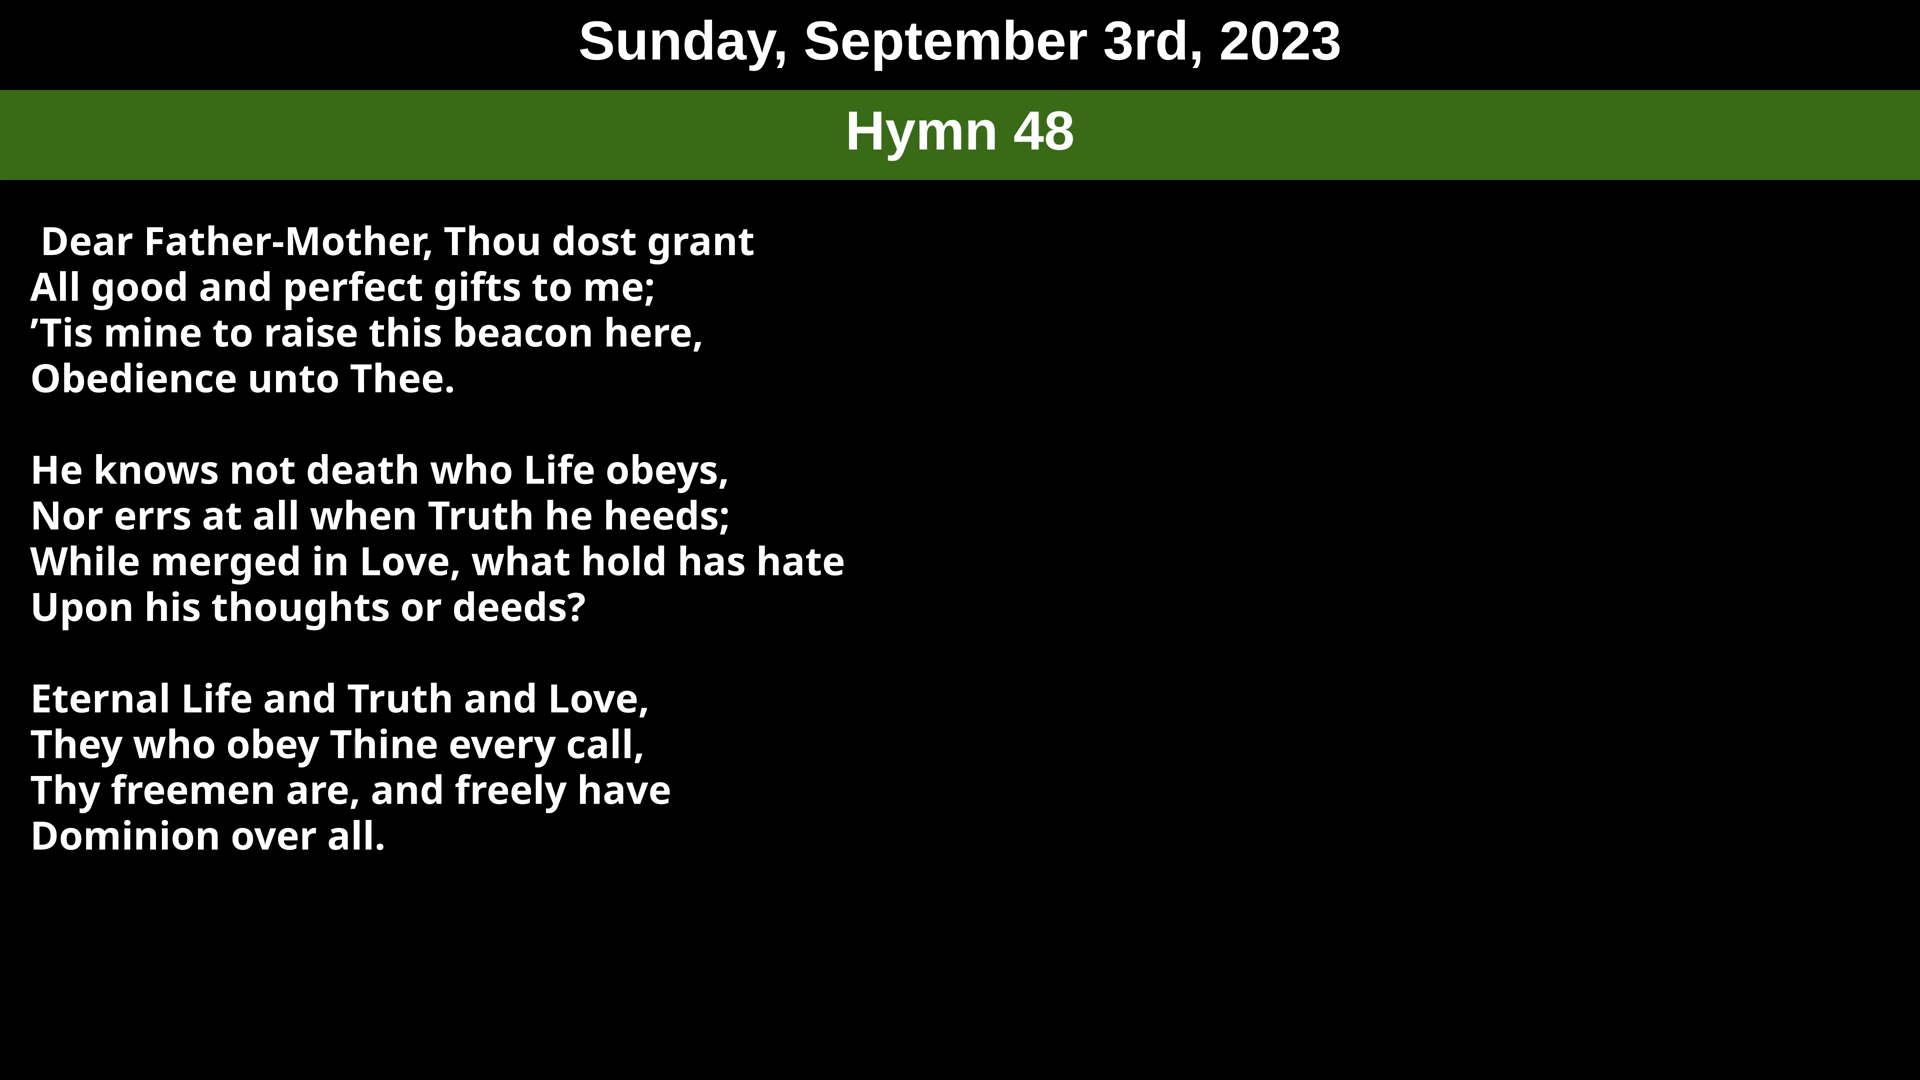 Sunday, September 3rd, 2023
Hymn 48
Dear Father-Mother, Thou dost grant
All good and perfect gifts to me;
’Tis mine to raise this beacon here,
Obedience unto Thee.
He knows not death who Life obeys,
Nor errs at all when Truth he heeds;
While merged in Love, what hold has hate
Upon his thoughts or deeds?
Eternal Life and Truth and Love,
They who obey Thine every call,
Thy freemen are, and freely have
Dominion over all.